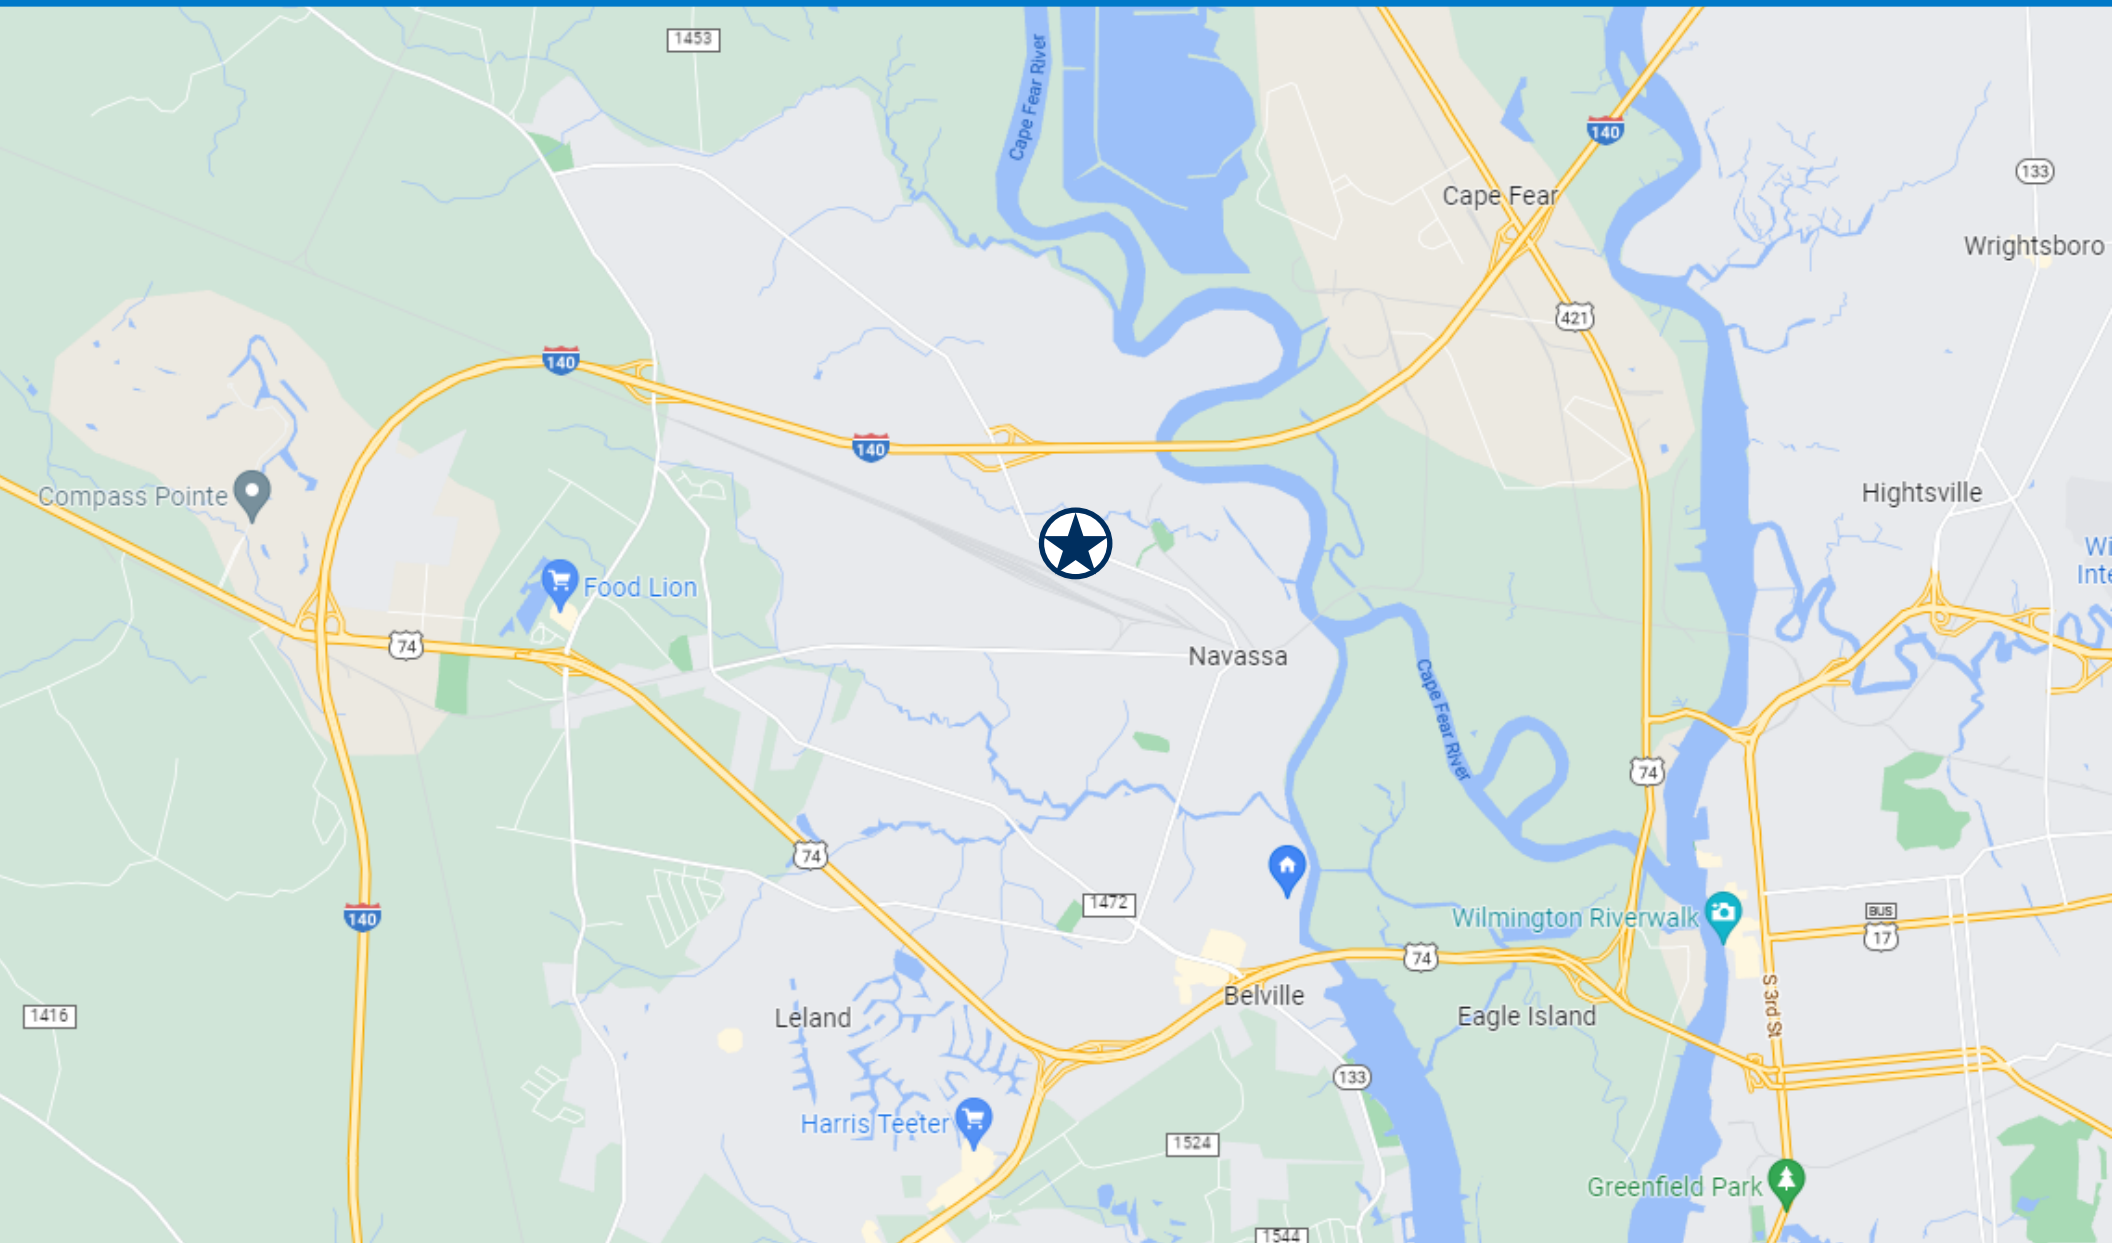 1453
Cape Fear River
140
Cape Fear
133
Wrightsboro
421
140
140
Compass Pointe
Hightsville
Food Lion
74
Navassa
Cape Fear River
74
74
1472
140
Wilmington Riverwalk
BUS
17
74
Belville
S 3rd St
1416
Leland
Eagle Island
133
Harris Teeter
1524
Greenfield Park
1544